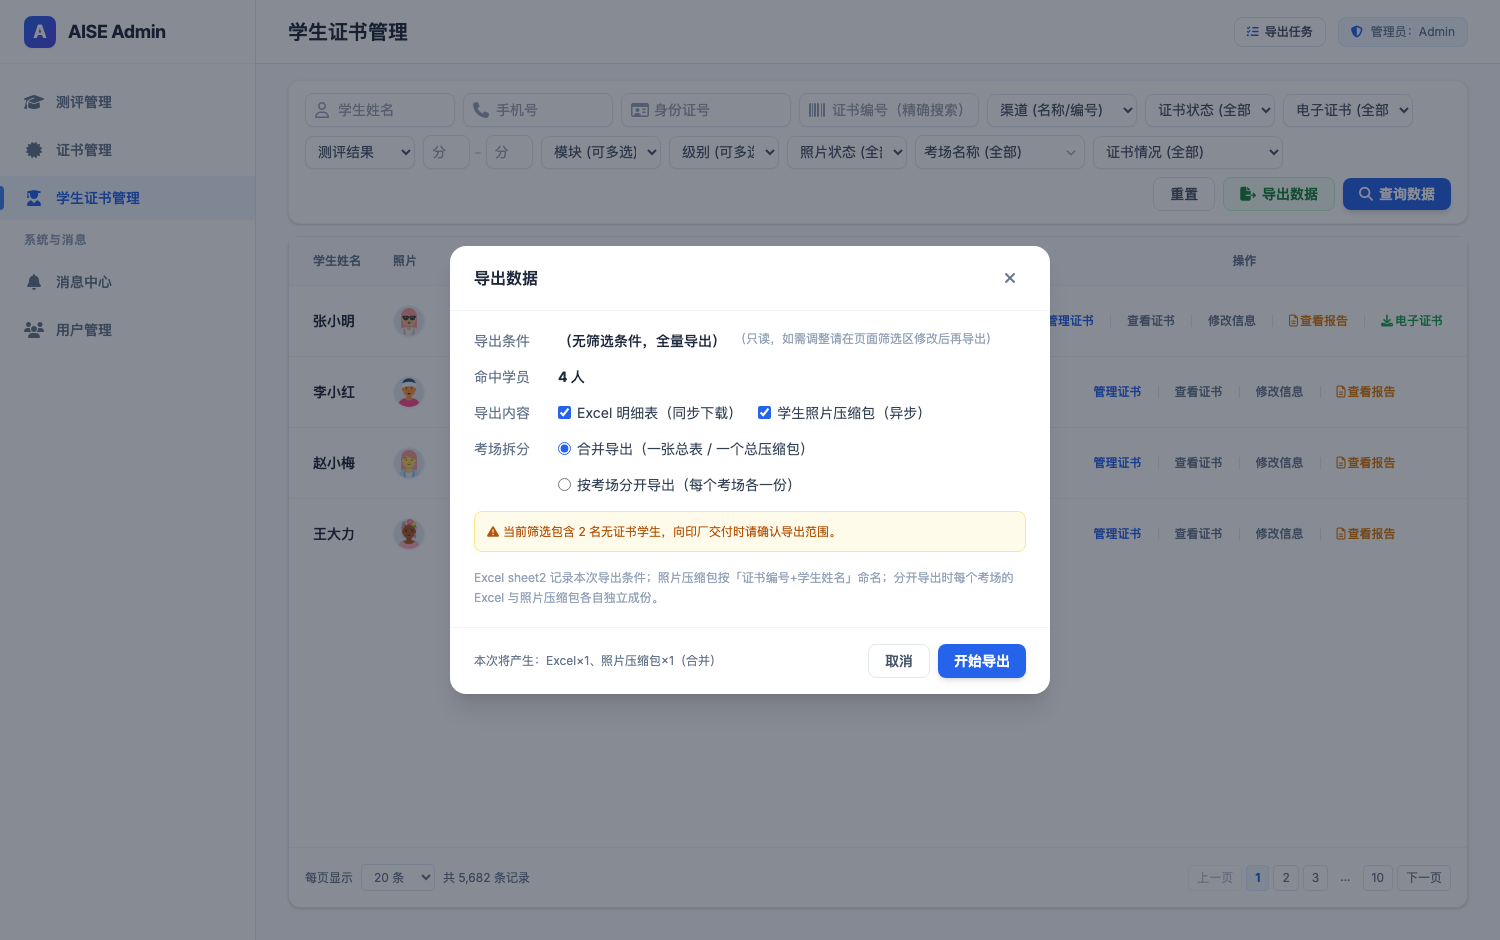 A AISE Admin
学生证书管理
导出任务
管理员：Admin
测评管理
证书管理
学生证书管理
系统与消息
消息中心
用户管理
学生姓名
手机号
身份证号
证书编号（精确搜索）
渠道 (名称/编号)
证书状态 (全部
电子证书 (全部
测评结果
分 - 分
模块 (可多选)
级别 (可多选
照片状态 (全部
考场名称 (全部)
证书情况 (全部)
重置
导出数据
查询数据
学生姓名 照片 操作
张小明 管理证书 查看证书 修改信息 查看报告 电子证书
李小红 管理证书 查看证书 修改信息 查看报告
赵小梅 管理证书 查看证书 修改信息 查看报告
王大力 管理证书 查看证书 修改信息 查看报告
导出数据
导出条件 （无筛选条件，全量导出） （只读，如需调整请在页面筛选区修改后再导出）
命中学员 4 人
导出内容 Excel 明细表（同步下载） 学生照片压缩包（异步）
考场拆分 合并导出（一张总表 / 一个总压缩包）
按考场分开导出（每个考场各一份）
当前筛选包含 2 名无证书学生，向印厂交付时请确认导出范围。
Excel sheet2 记录本次导出条件；照片压缩包按「证书编号+学生姓名」命名；分开导出时每个考场的
Excel 与照片压缩包各自独立成份。
本次将产生：Excel×1、照片压缩包×1（合并）
取消
开始导出
每页显示 20 条 共 5,682 条记录
上一页 1 2 3 ... 10 下一页